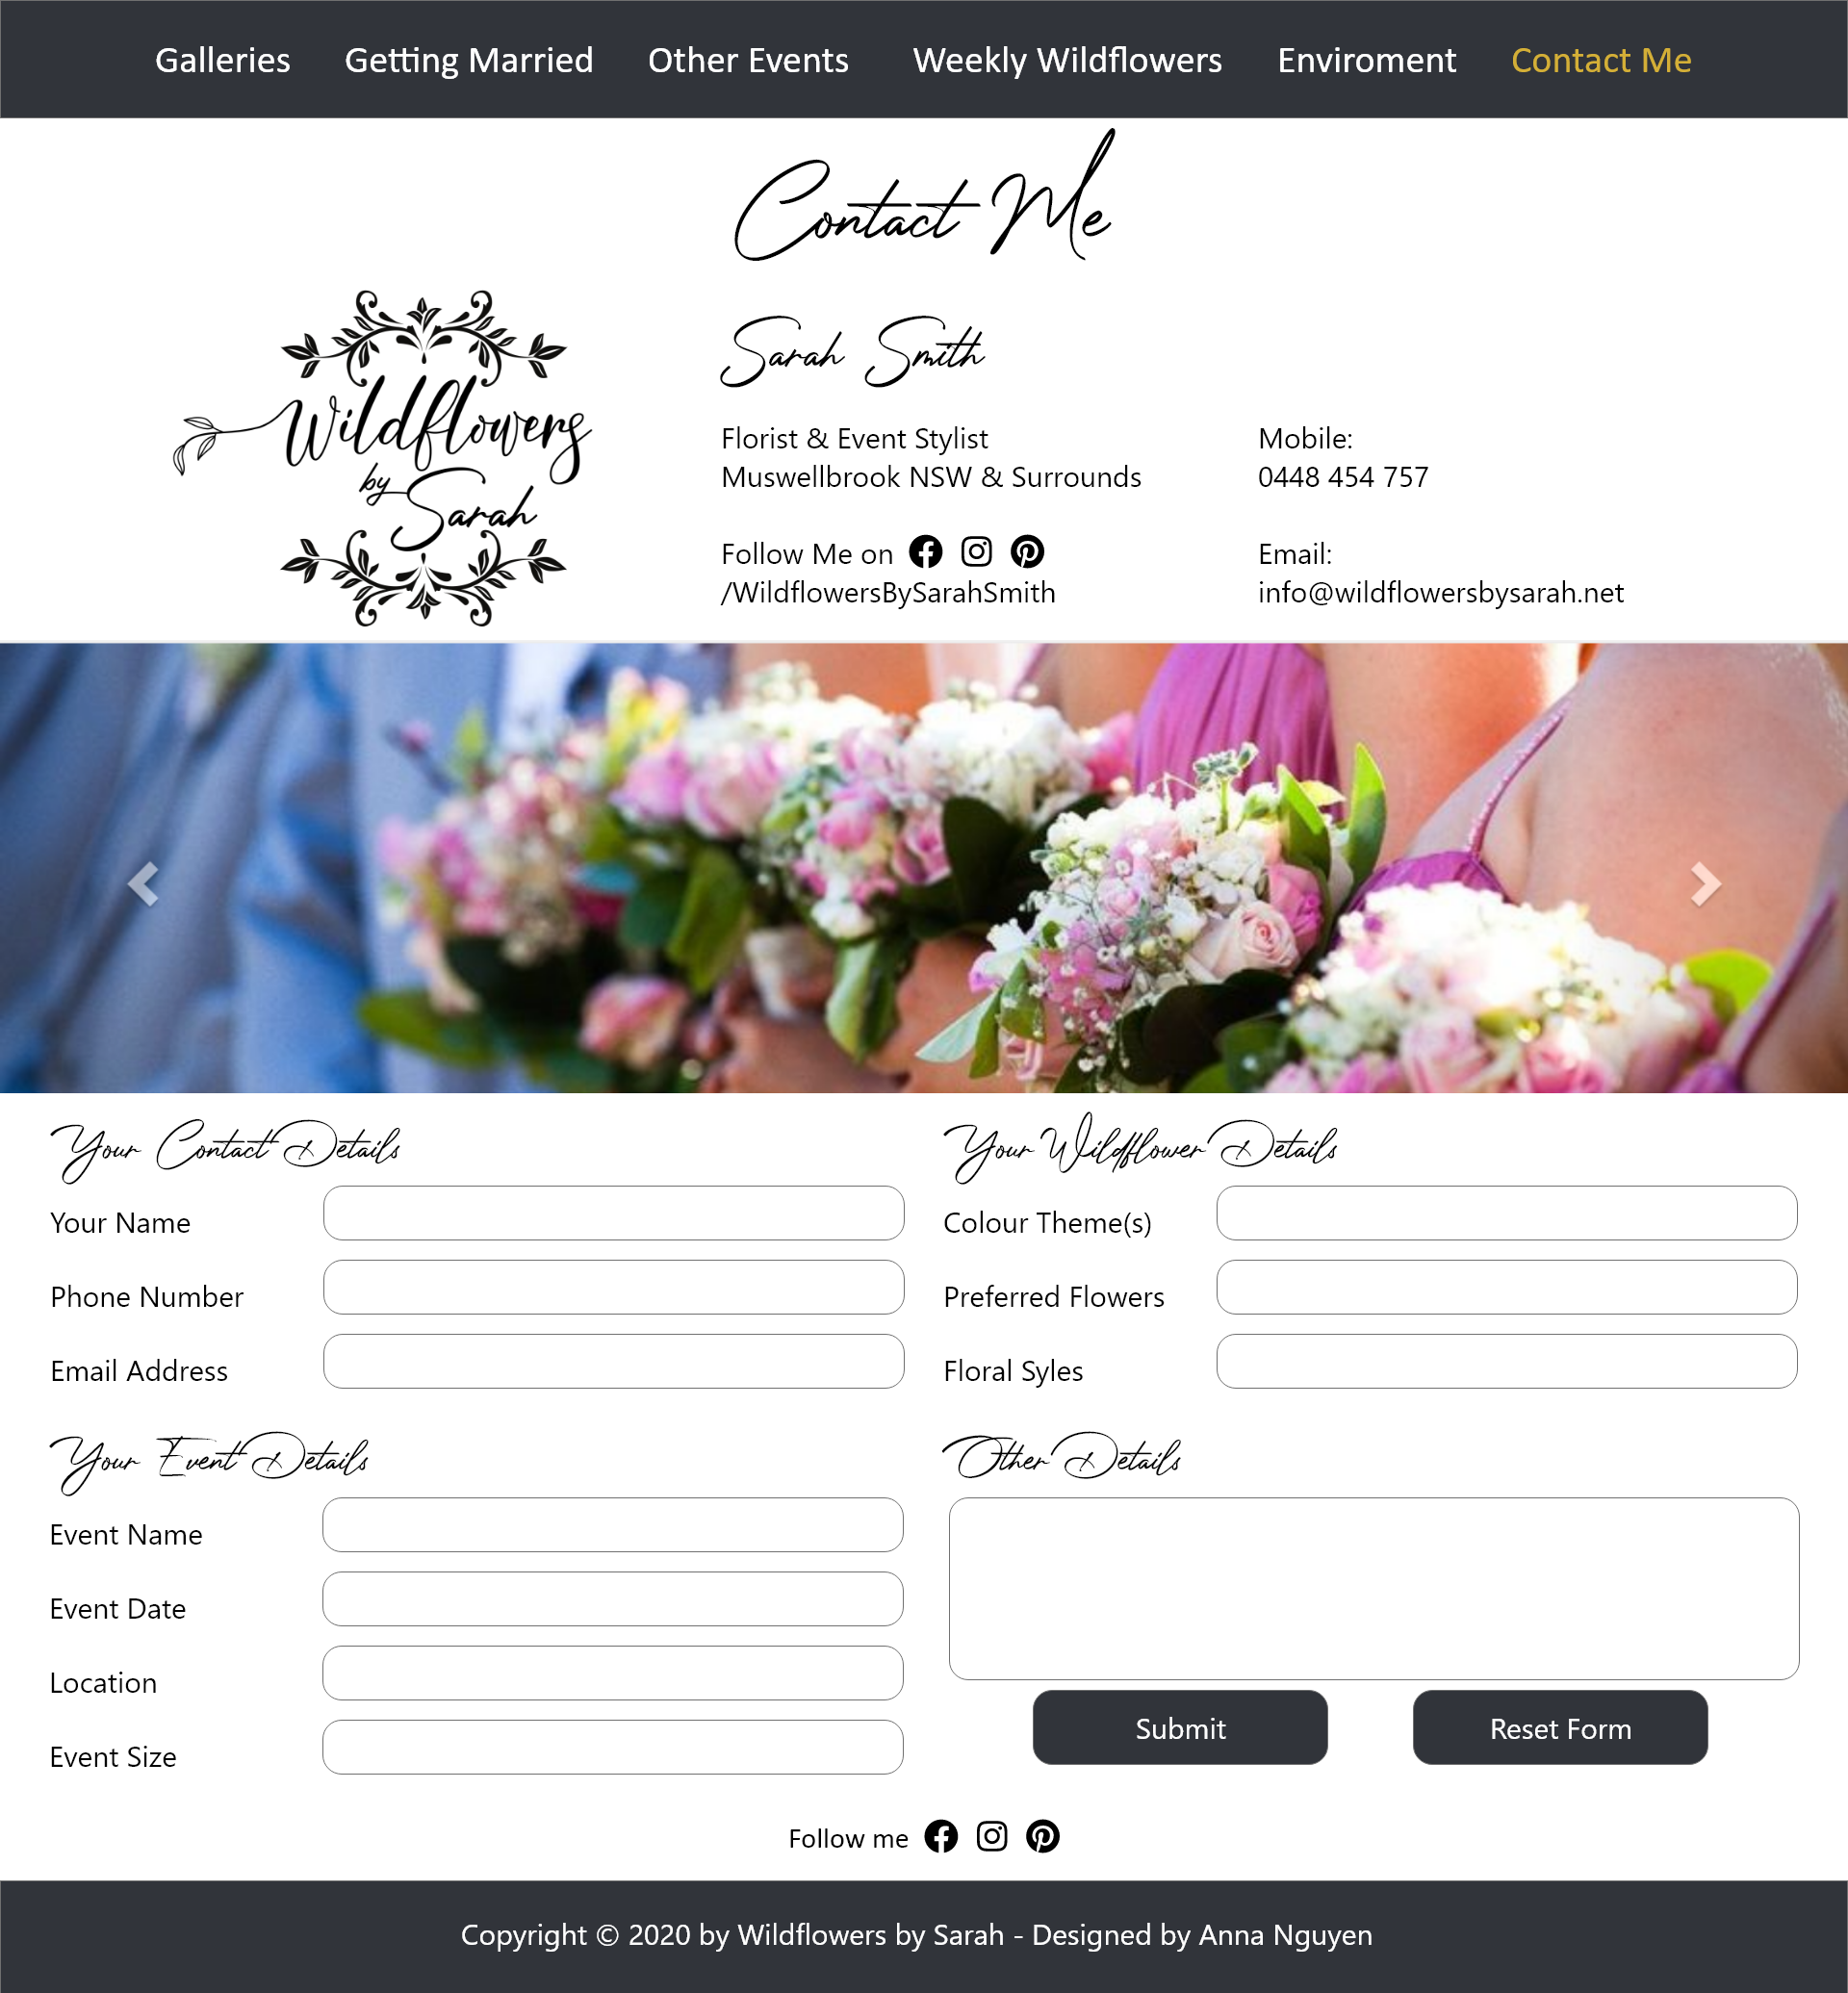 Galleries Getting Married Other Events Weekly Wildflowers Enviroment Contact Me
Contact Me
Wildflowers
by Sarah
Sarah Smith
Florist & Event Stylist
Muswellbrook NSW & Surrounds
Follow Me on
/WildflowersBySarahSmith
Mobile:
0448 454 757
Email:
info@wildflowersbysarah.net
Your Contact Details
Your Name
Phone Number
Email Address
Your Wildflower Details
Colour Theme(s)
Preferred Flowers
Floral Syles
Your Event Details
Event Name
Event Date
Location
Event Size
Other Details
Submit Reset Form
Follow me
Copyright © 2020 by Wildflowers by Sarah - Designed by Anna Nguyen